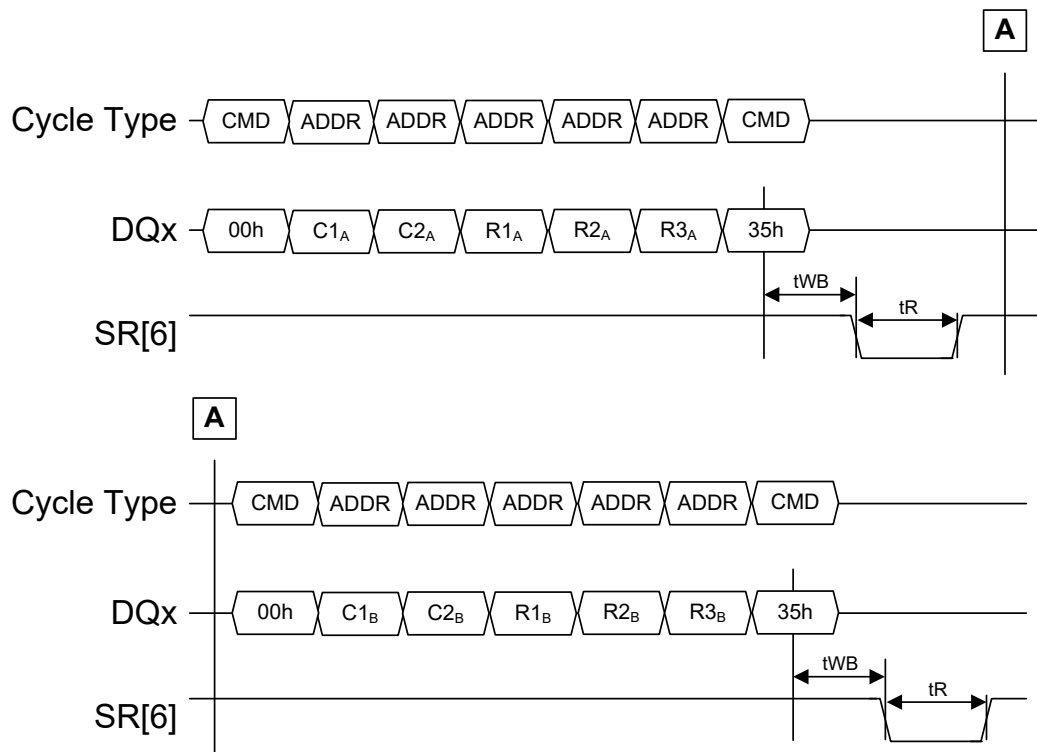 A
Cycle Type CMD ADDR ADDR ADDR ADDR ADDR CMD
DQx 00h C1A C2A R1A R2A R3A 35h
tWB
tR
SR[6]
A
Cycle Type CMD ADDR ADDR ADDR ADDR ADDR CMD
DQx 00h C1B C2B R1B R2B R3B 35h
tWB
tR
SR[6]